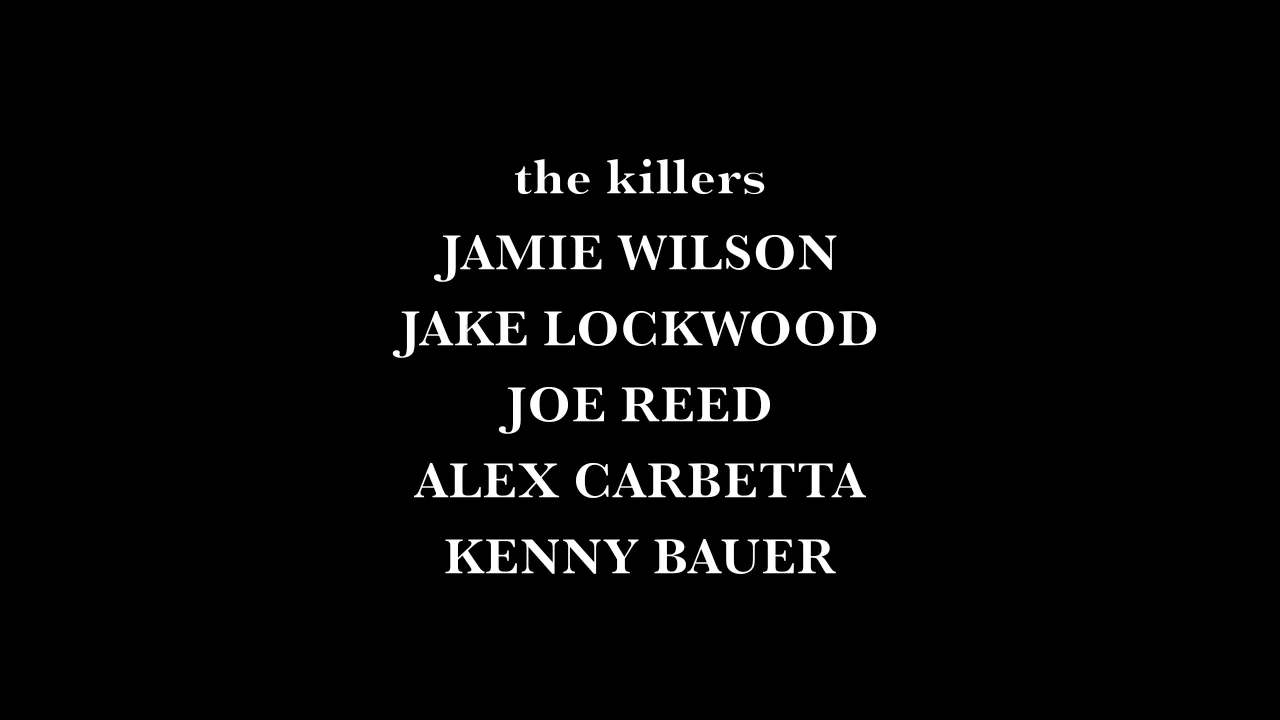 the killers
JAMIE WILSON
JAKE LOCKWOOD
JOE REED
ALEX CARBETTA
KENNY BAUER